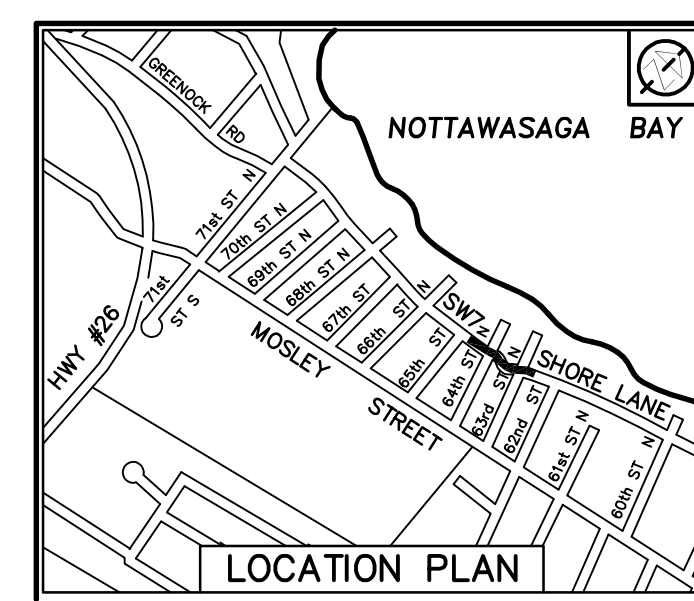 NOTTAWASAGA BAY
GREENOCK
RD
71st ST N
70th ST N
69th ST N
68th ST N
67th ST
66th ST N
65th ST
64th ST N
63rd ST N
62nd ST
61st ST N
60th ST N
SW7
SHORE LANE
71st
ST S
HWY #26
MOSLEY
STREET
LOCATION PLAN